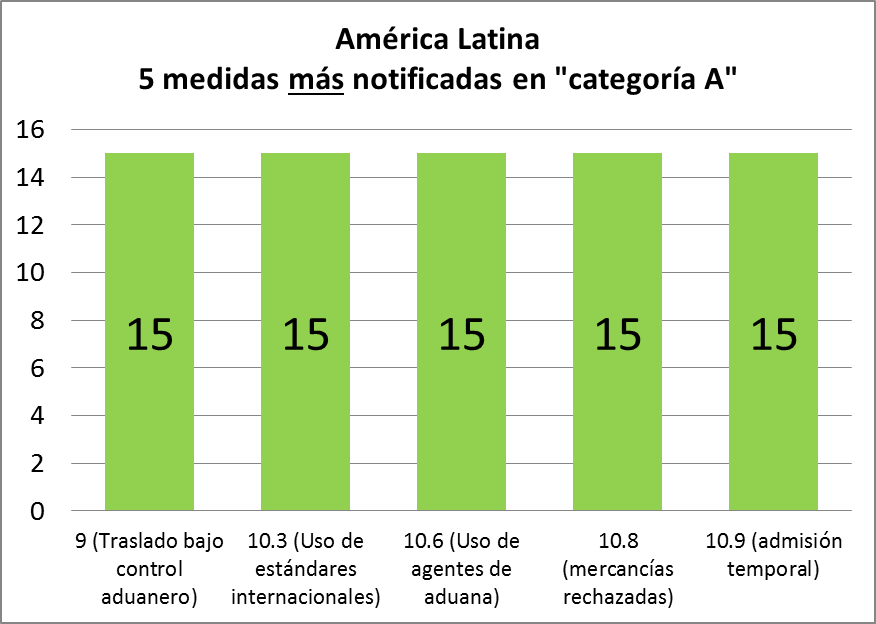 América Latina
5 medidas más notificadas en "categoría A"
16
14
12
10
8
6
4
2
0
15
15
15
15
15
9 (Traslado bajo
control
aduanero)
10.3 (Uso de
estándares
internacionales)
10.6 (Uso de
agentes de
aduana)
10.8
(mercancías
rechazadas)
10.9 (admisión
temporal)